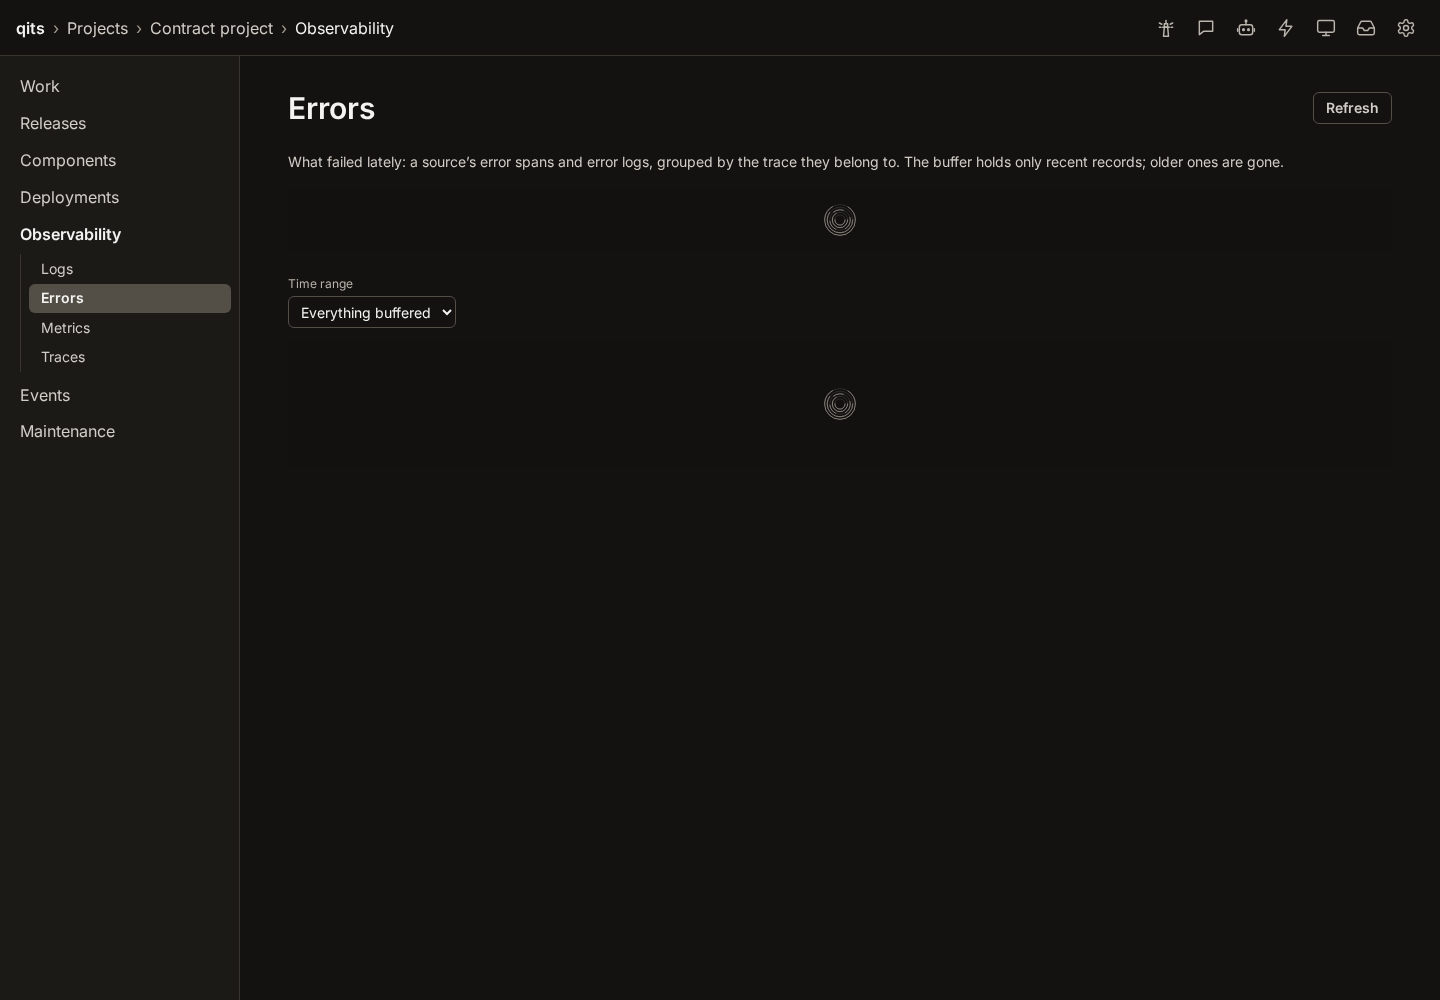 qits › Projects › Contract project › Observability
Work
Releases
Components
Deployments
Observability
Logs
Errors
Metrics
Traces
Events
Maintenance
Errors
Refresh
What failed lately: a source’s error spans and error logs, grouped by the trace they belong to. The buffer holds only recent records; older ones are gone.
Time range
Everything buffered